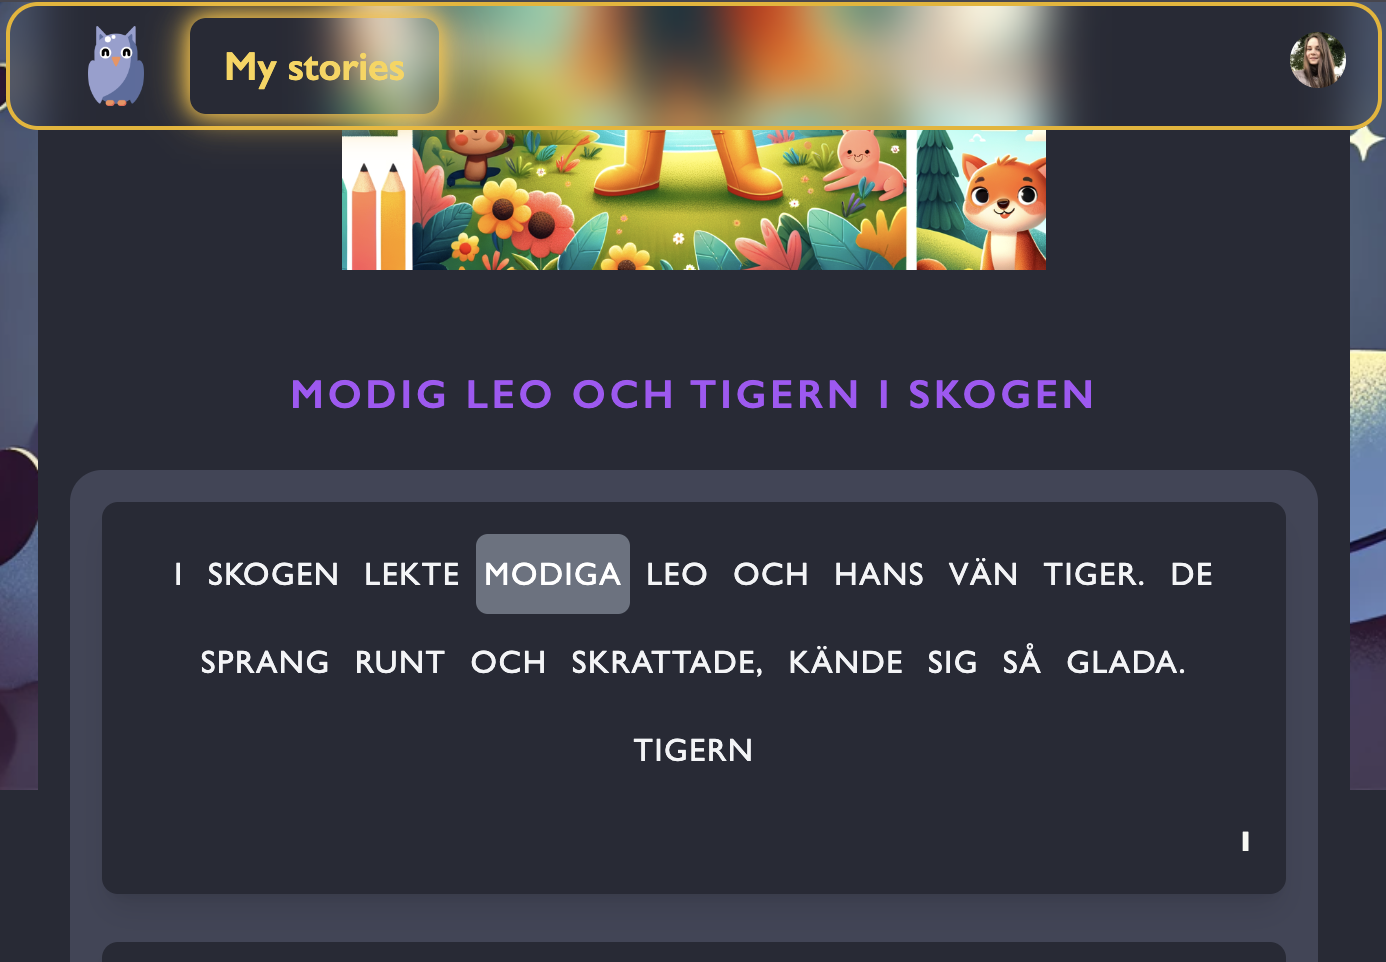 My stories
MODIG LEO OCH TIGERN I SKOGEN
I SKOGEN LEKTE MODIGA LEO OCH HANS VÄN TIGER. DE
SPRANG RUNT OCH SKRATTADE, KÄNDE SIG SÅ GLADA.
TIGERN
1